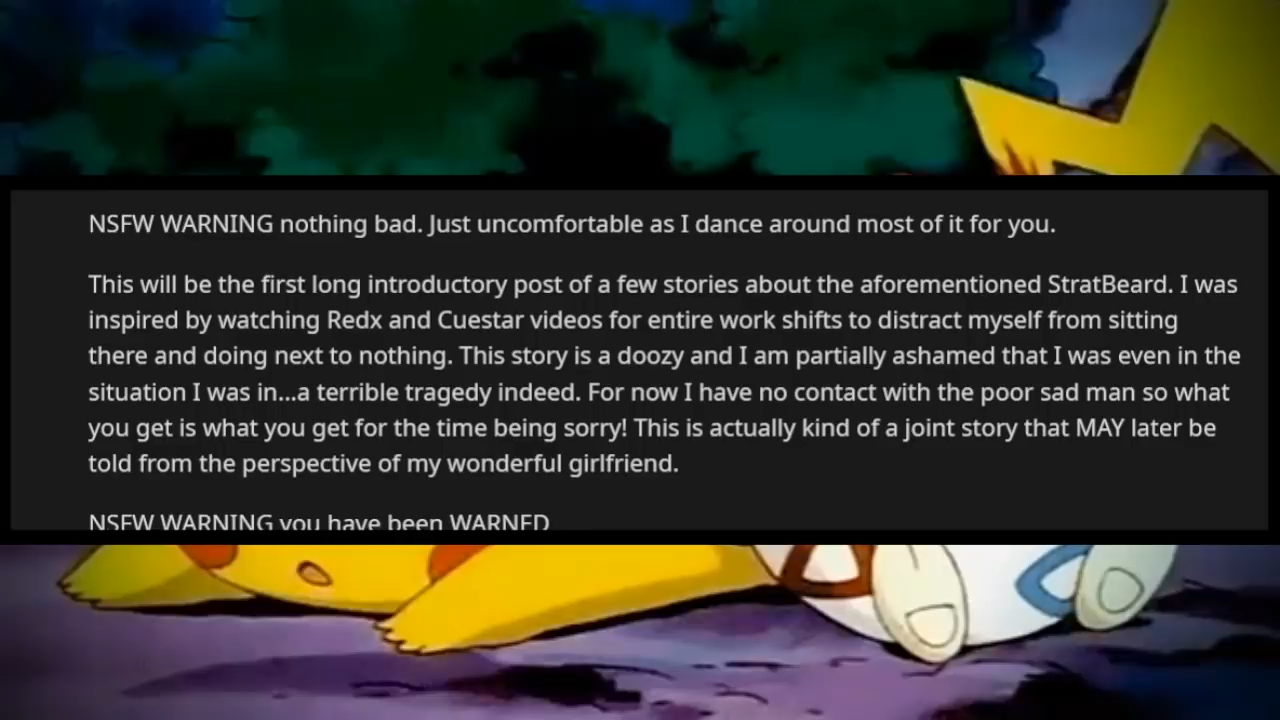 NSFW WARNING nothing bad. Just uncomfortable as I dance around most of it for you.
This will be the first long introductory post of a few stories about the aforementioned StratBeard. I was
inspired by watching Redx and Cuestar videos for entire work shifts to distract myself from sitting
there and doing next to nothing. This story is a doozy and I am partially ashamed that I was even in the
situation I was in...a terrible tragedy indeed. For now I have no contact with the poor sad man so what
you get is what you get for the time being sorry! This is actually kind of a joint story that MAY later be
told from the perspective of my wonderful girlfriend.
NSFW WARNING you have been WARNED